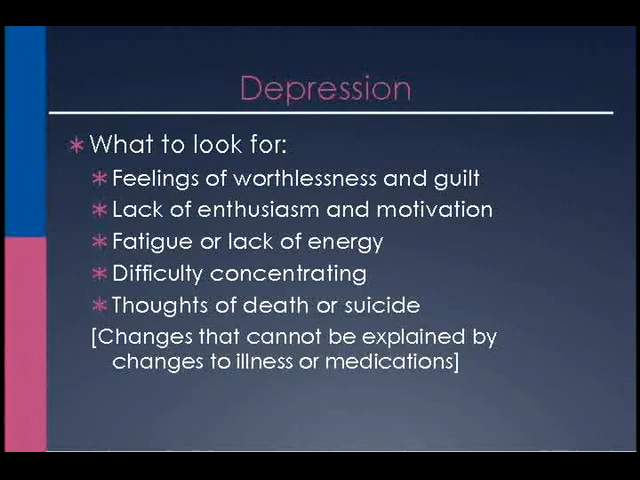 Depression
What to look for:
Feelings of worthlessness and guilt
Lack of enthusiasm and motivation
Fatigue or lack of energy
Difficulty concentrating
Thoughts of death or suicide
[Changes that cannot be explained by
changes to illness or medications]